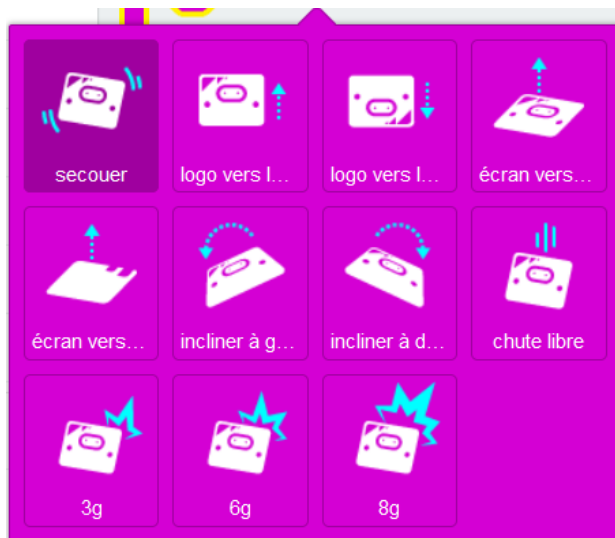 secouer
logo vers l...
logo vers l...
écran vers...
écran vers...
incliner à g...
incliner à d...
chute libre
3g
6g
8g